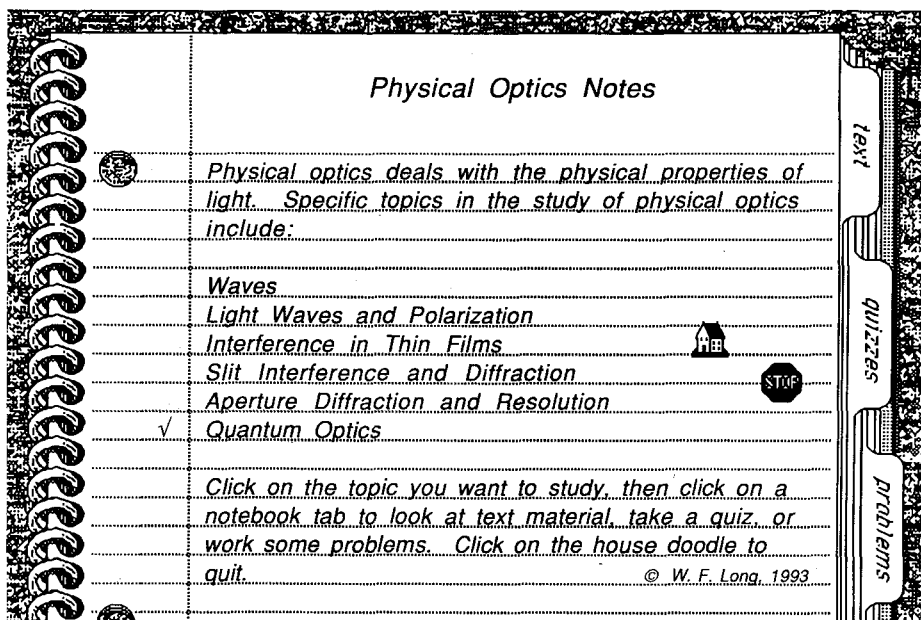 Physical Optics Notes
Physical optics deals with the physical properties of
light. Specific topics in the study of physical optics
include:
Waves
Light Waves and Polarization
Interference in Thin Films
Slit Interference and Diffraction
STOP
Aperture Diffraction and Resolution
√ Quantum Optics
Click on the topic you want to study, then click on a
notebook tab to look at text material, take a quiz, or
work some problems. Click on the house doodle to
quit. © W. F. Long, 1993
text
quizzes
problems